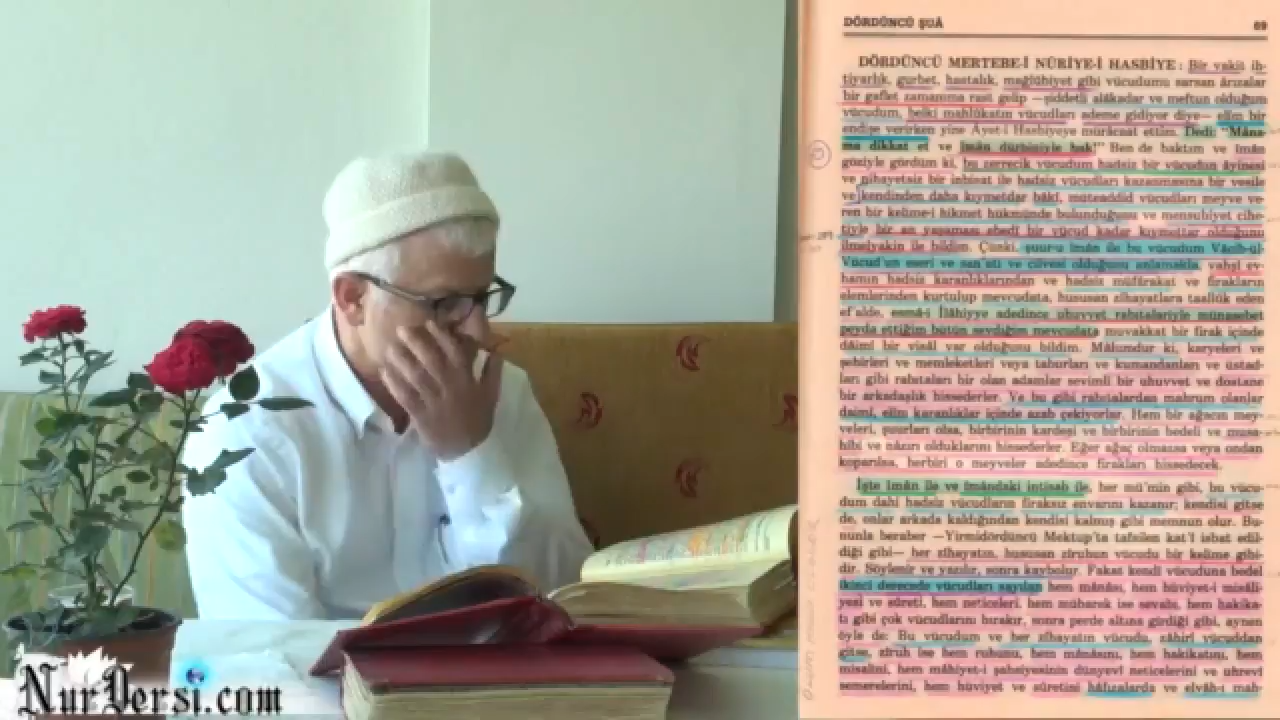 DÖRDÜNCÜ ŞUÂ
69
DÖRDÜNCÜ MERTEBE-İ NÛRİYE-İ HASBİYE : Bir vakit ih-
tiyarlık, gurbet, hastalık, mağlûbiyet gibi vücudumu sarsan ârızalar
bir gaflet zamanıma rast gelip —şiddetli alâkadar ve meftun olduğum
vücudum, belki mahlûkatın vücudları ademe gidiyor diye— elîm bir
endişe verirken yine Âyet-i Hasbiyeye mürâcaat ettim. Dedi: "Mâna-
ma dikkat et ve îmân dürbîniyle bak!" Ben de baktım ve îmân
gözüyle gördüm ki, bu zerrecik vücudum hadsiz bir vücudun âyinesi
ve nihayetsiz bir inbisat ile hadsiz vücudları kazanmasına bir vesile
ve kendinden daha kıymetdar bâkî, müteaddid vücudları meyve ve-
ren bir kelime-i hikmet hükmünde bulunduğunu ve mensubiyet cihe-
tiyle bir an yaşaması ebedî bir vücud kadar kıymettar olduğunu
ilmelyakîn ile bildim. Çünki, şuur-u îmân ile bu vücudum Vâcib-ül-
Vücud'un eseri ve san'atı ve cilvesi olduğunu anlamakla, vahşî ev-
hamın hadsiz karanlıklarından ve hadsiz müfârakat ve firakların
elemlerinden kurtulup mevcudata, hususan zîhayatlara taallûk eden
ef'alde, esmâ-i İlâhiyye adedince uhuvvet rabıtalariyle münasebet
peyda ettiğim bütün sevdiğim mevcudata muvakkat bir firak içinde
dâimî bir visâl var olduğunu bildim. Mâlumdur ki, karyeleri ve
şehirleri ve memleketleri veya taburları ve kumandanları ve üstad-
ları gibi rabıtaları bir olan adamlar sevimli bir uhuvvet ve dostane
bir arkadaşlık hissederler. Ve bu gibi rabıtalardan mahrum olanlar
daimî, elîm karanlıklar içinde azab çekiyorlar. Hem bir ağacın mey-
veleri, şuurları olsa, birbirinin kardeşi ve birbirinin bedeli ve musa-
hibi ve nâzırı olduklarını hissederler. Eğer ağaç olmazsa veya ondan
koparılsa, herbiri o meyveler adedince firakları hissedecek.
İşte îmân ile ve îmândaki intisab ile, her mü'min gibi, bu vücu-
dum dahi hadsiz vücudların firaksız envarını kazanır; kendisi gitse
de, onlar arkada kaldığından kendisi kalmış gibi memnun olur. Bu-
nunla beraber —Yirmidördüncü Mektup'ta tafsilen kat'î isbat edil-
diği gibi— her zîhayatın, hususan zîruhun vücudu bir kelime gibi-
dir. Söylenir ve yazılır, sonra kaybolur. Fakat kendi vücuduna bedel
ikinci derecede vücudları sayılan hem mânâsı, hem hüviyet-i misâli-
yesi ve sûreti, hem neticeleri, hem mübarek ise sevabı, hem hakika-
tı gibi çok vücudlarını bırakır, sonra perde altına girdiği gibi, aynen
öyle de: Bu vücudum ve her zîhayatın vücudu, zâhirî vücuddan
gitse, zîruh ise hem ruhunu, hem mânâsını, hem hakikatını, hem
misalini, hem mâhiyet-i şahsiyesinin dünyevî neticelerini ve uhrevî
semerelerini, hem hüviyet ve sûretini hâfızalarda ve elvâh-ı mah-
NurDersi.com